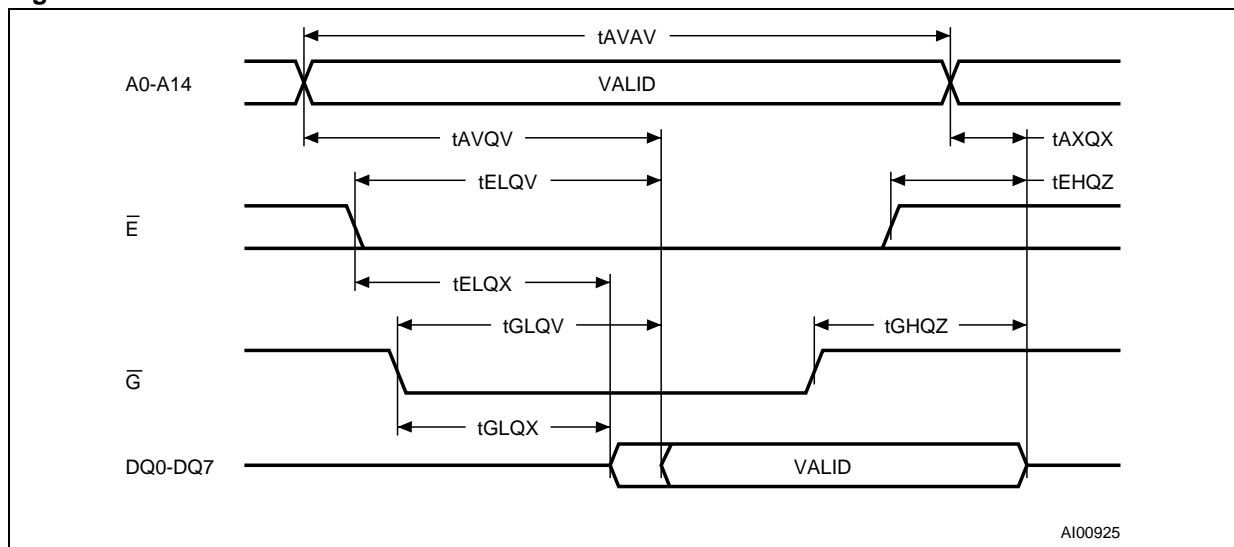 tAVAV
A0-A14
VALID
tAVQV
tAXQX
tELQV
tEHQZ
E̅
tELQX
tGLQV
tGHQZ
G̅
tGLQX
DQ0-DQ7
VALID
AI00925